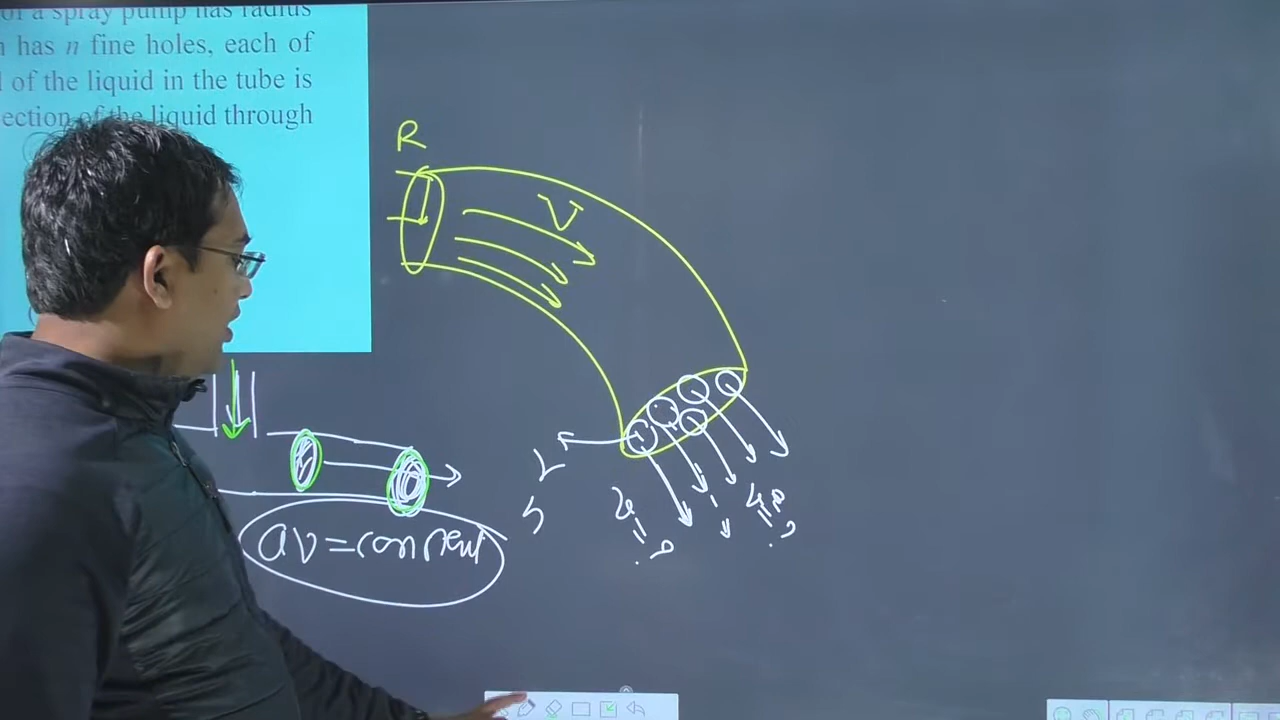 of a spray pump has radius
n has n fine holes, each of
d of the liquid in the tube is
ection of the liquid through
R
V
av = constent